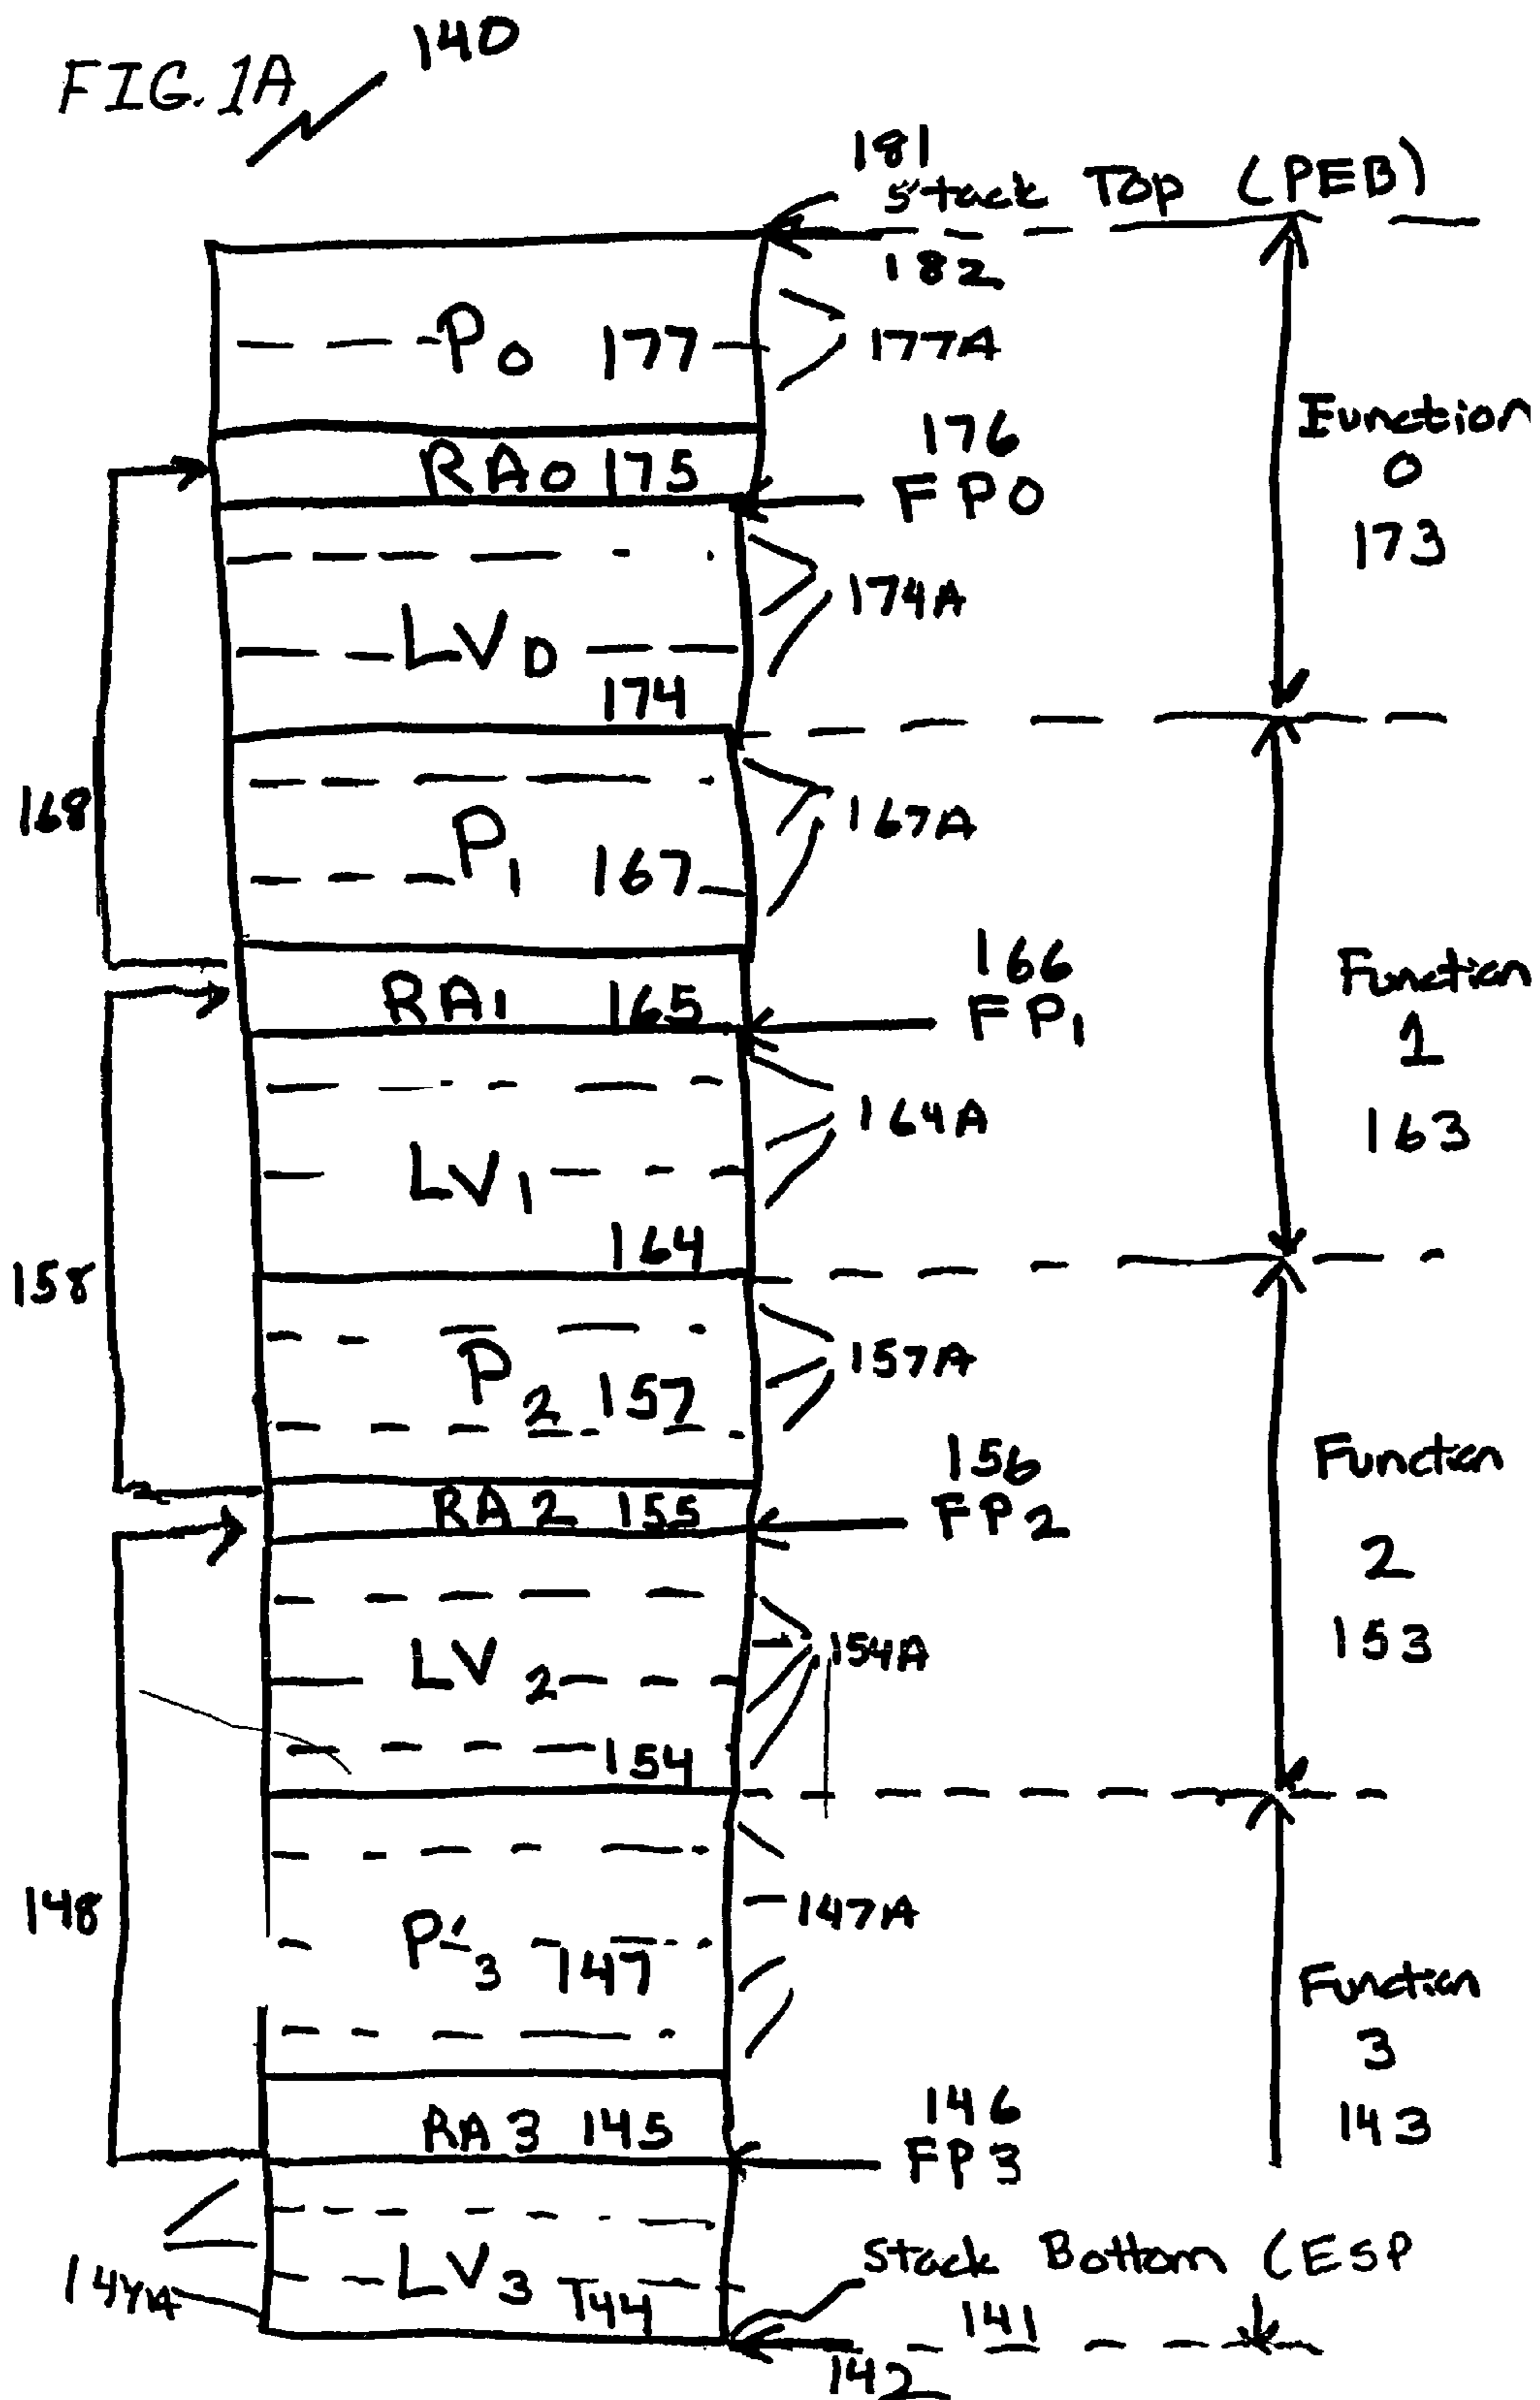 FIG. 1A
140
181
Stack Top (PEB)
182
P0 177
177A
Function
0
173
RA0 175
176
FP0
174A
LV0
174
168
167A
P1 167
RA1 165
166
FP1
Function
1
163
164A
LV1
164
158
157A
P2 157
RA2 155
156
FP2
Function
2
153
154A
LV2
154
148
147A
P'3 147
Function
3
143
RA3 145
146
FP3
144A
LV3 144
Stack Bottom (ESP
141
142